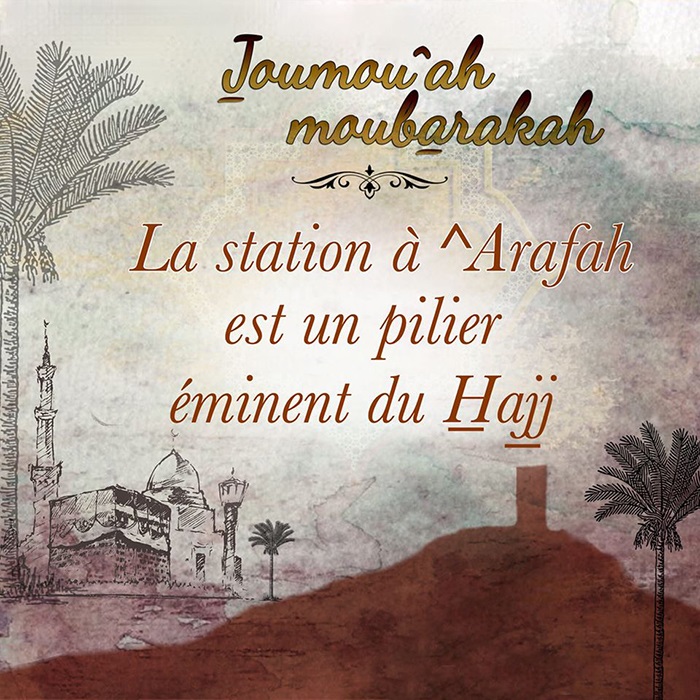 Joumou^ah
moubarakah
La station à ^Arafah
est un pilier
éminent du Hajj